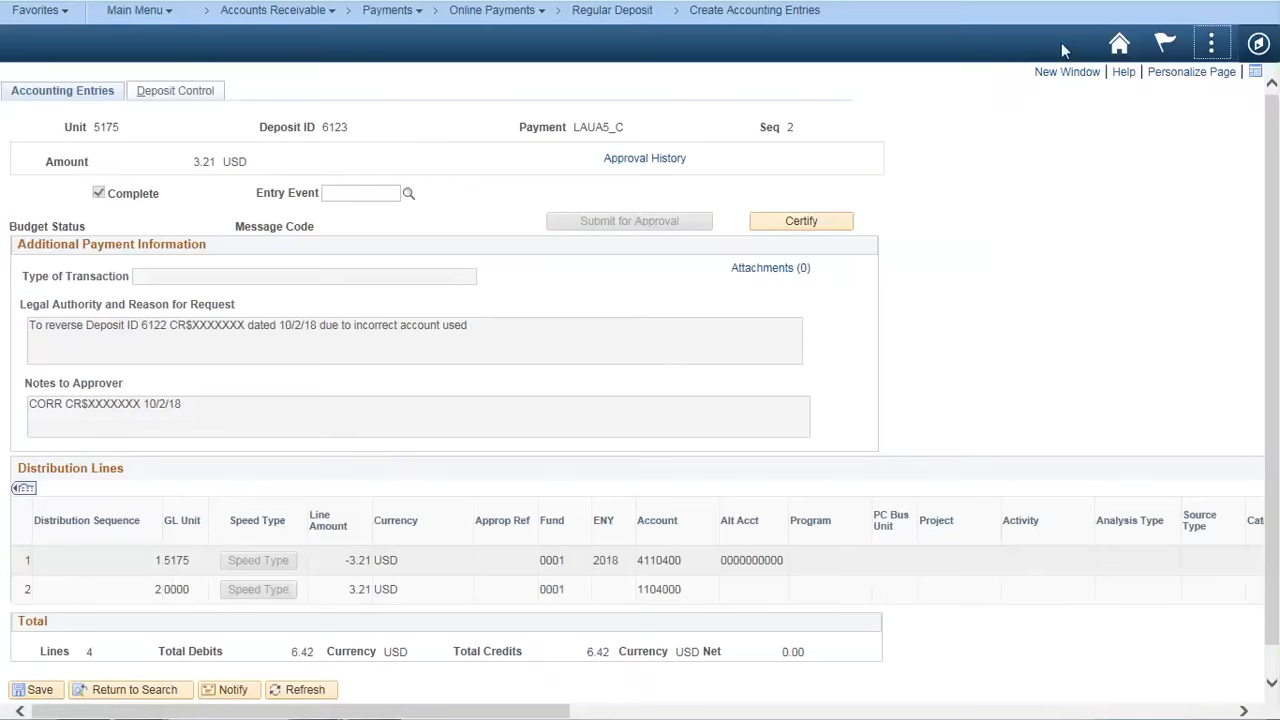 Favorites Main Menu > Accounts Receivable > Payments > Online Payments > Regular Deposit > Create Accounting Entries
New Window | Help | Personalize Page |
Accounting Entries Deposit Control
Unit 5175 Deposit ID 6123 Payment LAUA5_C Seq 2
Amount 3.21 USD Approval History
Complete Entry Event
Submit for Approval Certify
Budget Status Message Code
Additional Payment Information
Type of Transaction Attachments (0)
Legal Authority and Reason for Request
To reverse Deposit ID 6122 CR$XXXXXXX dated 10/2/18 due to incorrect account used
Notes to Approver
CORR CR$XXXXXXX 10/2/18
Distribution Lines
Distribution Sequence GL Unit Speed Type Line Amount Currency Approp Ref Fund ENY Account Alt Acct Program PC Bus Unit Project Activity Analysis Type Source Type Cat
1 1 5175 Speed Type -3.21 USD 0001 2018 4110400 0000000000
2 2 0000 Speed Type 3.21 USD 0001 1104000
Total
Lines 4 Total Debits 6.42 Currency USD Total Credits 6.42 Currency USD Net 0.00
Save Return to Search Notify Refresh